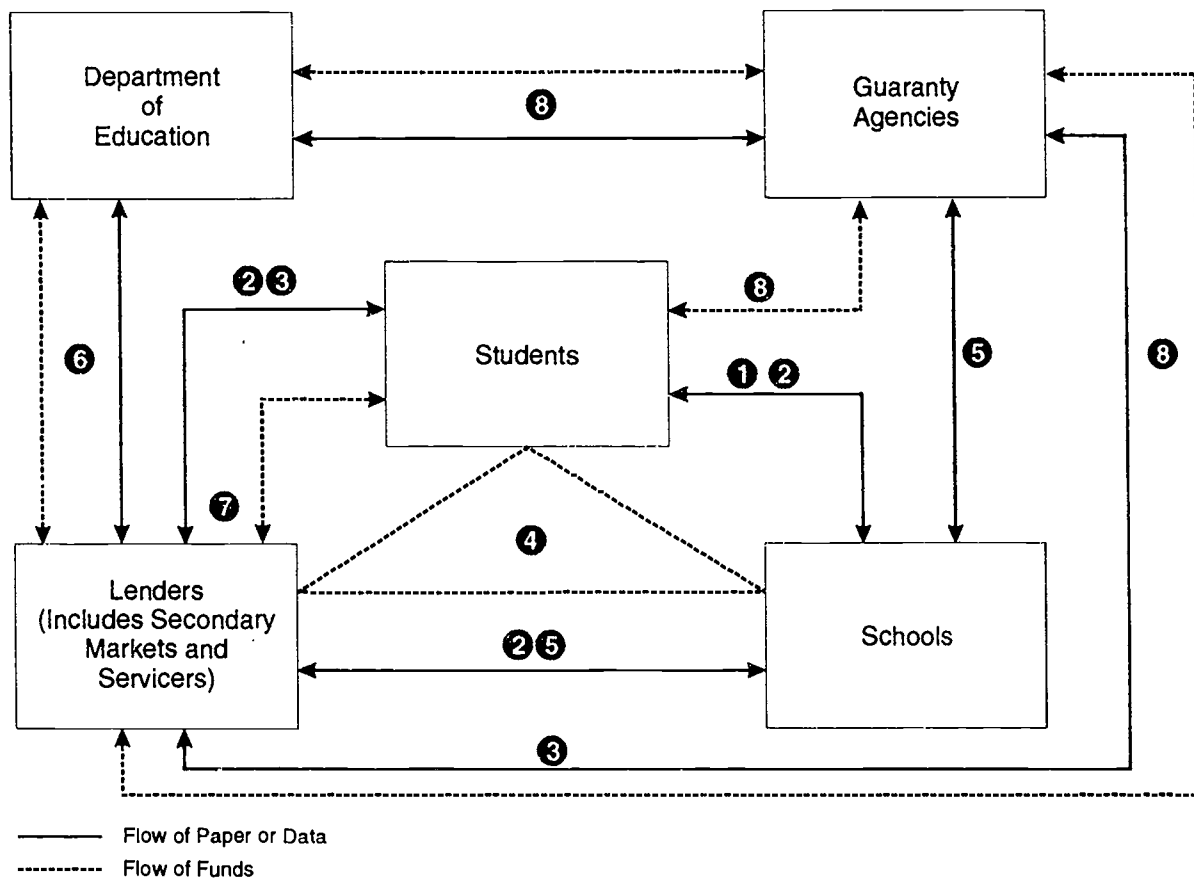 Department
of
Education
Guaranty
Agencies
8
2 3
8
Students
6
1 2
5
8
7
4
Lenders
(Includes Secondary
Markets and
Servicers)
2 5
Schools
3
Flow of Paper or Data
Flow of Funds